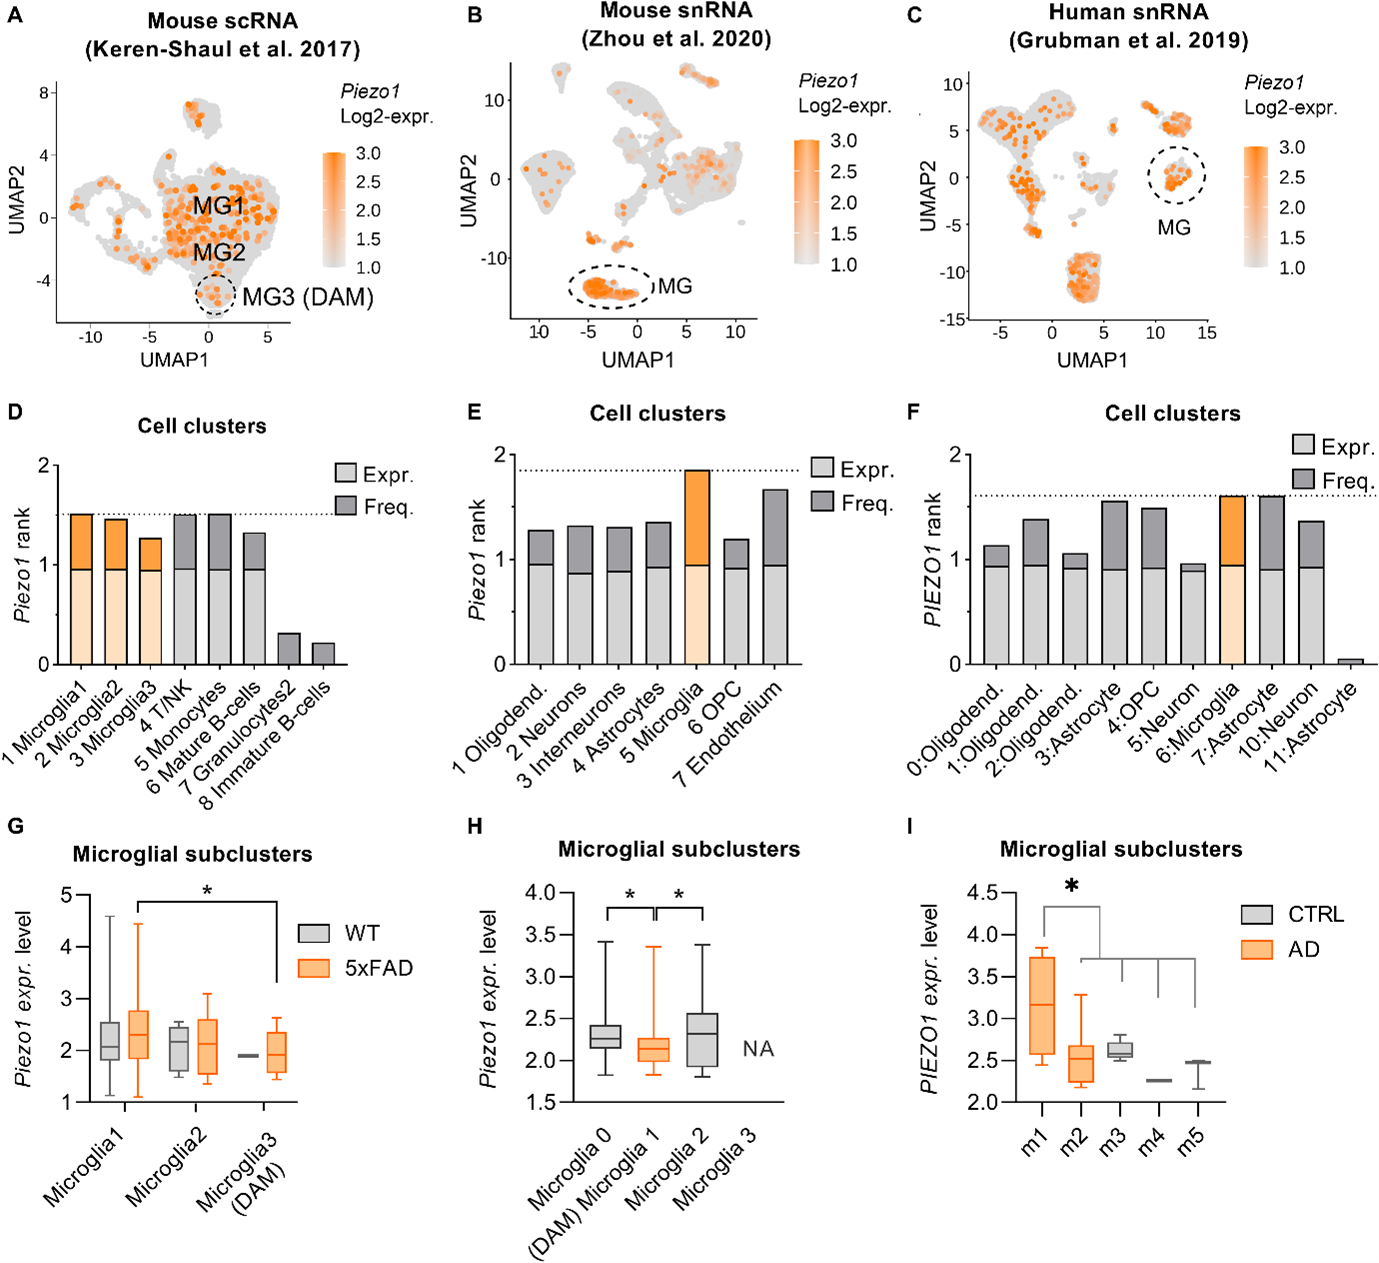 A
Mouse scRNA
(Keren-Shaul et al. 2017)
Piezo1
Log2-expr.
3.0
2.5
2.0
1.5
1.0
8
4
0
-4
UMAP2
MG1
MG2
MG3 (DAM)
-10
-5
0
5
UMAP1
B
Mouse snRNA
(Zhou et al. 2020)
Piezo1
Log2-expr.
3.0
2.5
2.0
1.5
1.0
10
0
-10
UMAP2
MG
-10
-5
0
5
10
UMAP1
C
Human snRNA
(Grubman et al. 2019)
Piezo1
Log2-expr.
3.0
2.5
2.0
1.5
1.0
10
5
0
-5
-10
-15
UMAP2
MG
-5
0
5
10
15
UMAP1
D
Cell clusters
Expr.
Freq.
2
1
0
Piezo1 rank
1 Microglia1
2 Microglia2
3 Microglia3
4 T/NK
5 Monocytes
6 Mature B-cells
7 Granulocytes2
8 Immature B-cells
E
Cell clusters
Expr.
Freq.
2
1
0
Piezo1 rank
1 Oligodend.
2 Neurons
3 Interneurons
4 Astrocytes
5 Microglia
6 OPC
7 Endothelium
F
Cell clusters
Expr.
Freq.
2
1
0
PIEZO1 rank
0:Oligodend.
1:Oligodend.
2:Oligodend.
3:Astrocyte
4:OPC
5:Neuron
6:Microglia
7:Astrocyte
10:Neuron
11:Astrocyte
G
Microglial subclusters
*
WT
5xFAD
5
4
3
2
1
Piezo1 expr. level
Microglia1
Microglia2
Microglia3
(DAM)
H
Microglial subclusters
*
*
4.0
3.5
3.0
2.5
2.0
1.5
Piezo1 expr. level
NA
Microglia 0
(DAM) Microglia 1
Microglia 2
Microglia 3
I
Microglial subclusters
*
CTRL
AD
4.5
4.0
3.5
3.0
2.5
2.0
PIEZO1 expr. level
m1
m2
m3
m4
m5